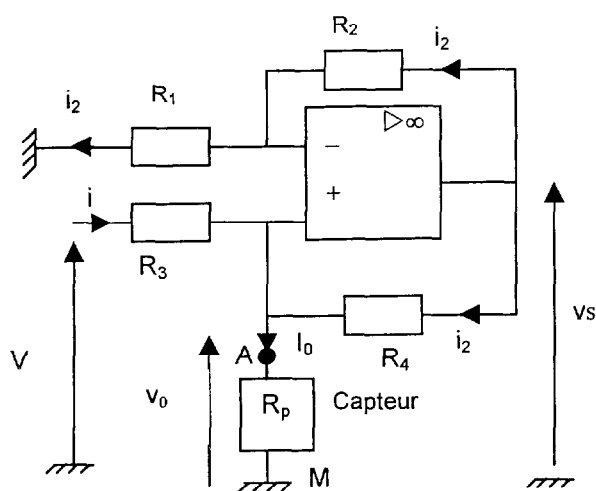 R₂
i₂
R₁
i₂
▷∞
−
+
i
R₃
vs
I₀
A
R₄
i₂
V
v₀
Rₚ
Capteur
M